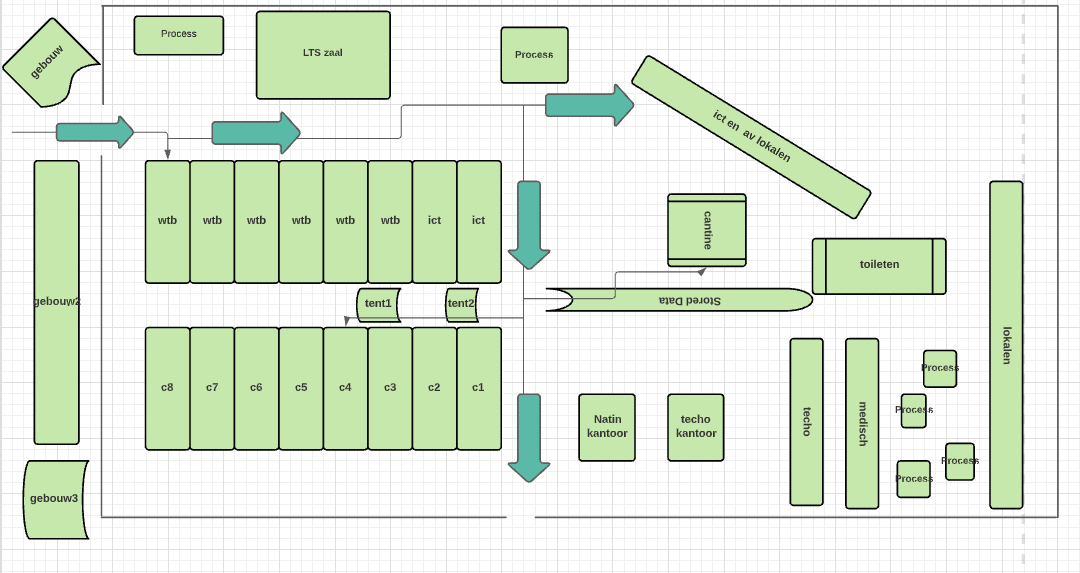 gebouw
Process
LTS zaal
Process
ict en av lokalen
wtb
wtb
wtb
wtb
wtb
wtb
ict
ict
cantine
toileten
gebouw2
tent1
tent2
Stored Data
lokalen
c8
c7
c6
c5
c4
c3
c2
c1
Natin
kantoor
techo
kantoor
techo
medisch
Process
Process
Process
Process
gebouw3